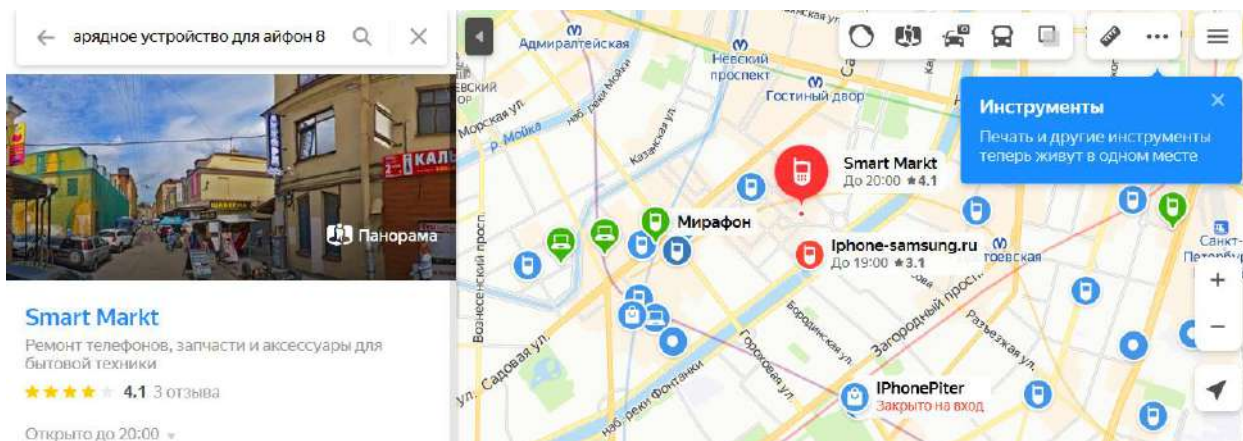 арядное устройство для айфон 8
Панорама
Smart Markt
Ремонт телефонов, запчасти и аксессуары для
бытовой техники
4.1 3 отзыва
Открыто до 20:00
Адмиралтейская
Невский
проспект
Гостиный двор
Морская ул.
р. Мойка
наб. реки Мойки
Казанская ул.
Инструменты
Печать и другие инструменты
теперь живут в одном месте
Smart Markt
До 20:00 ★4.1
Мирафон
Iphone-samsung.ru
До 19:00 ★3.1
тоевская
Санкт-
Вознесенский просп.
Садовая ул.
Загородный просп.
Бородинская ул.
Разъезжая ул.
Гороховая ул.
наб. реки Фонтанки
IPhonePiter
Закрыто на вход